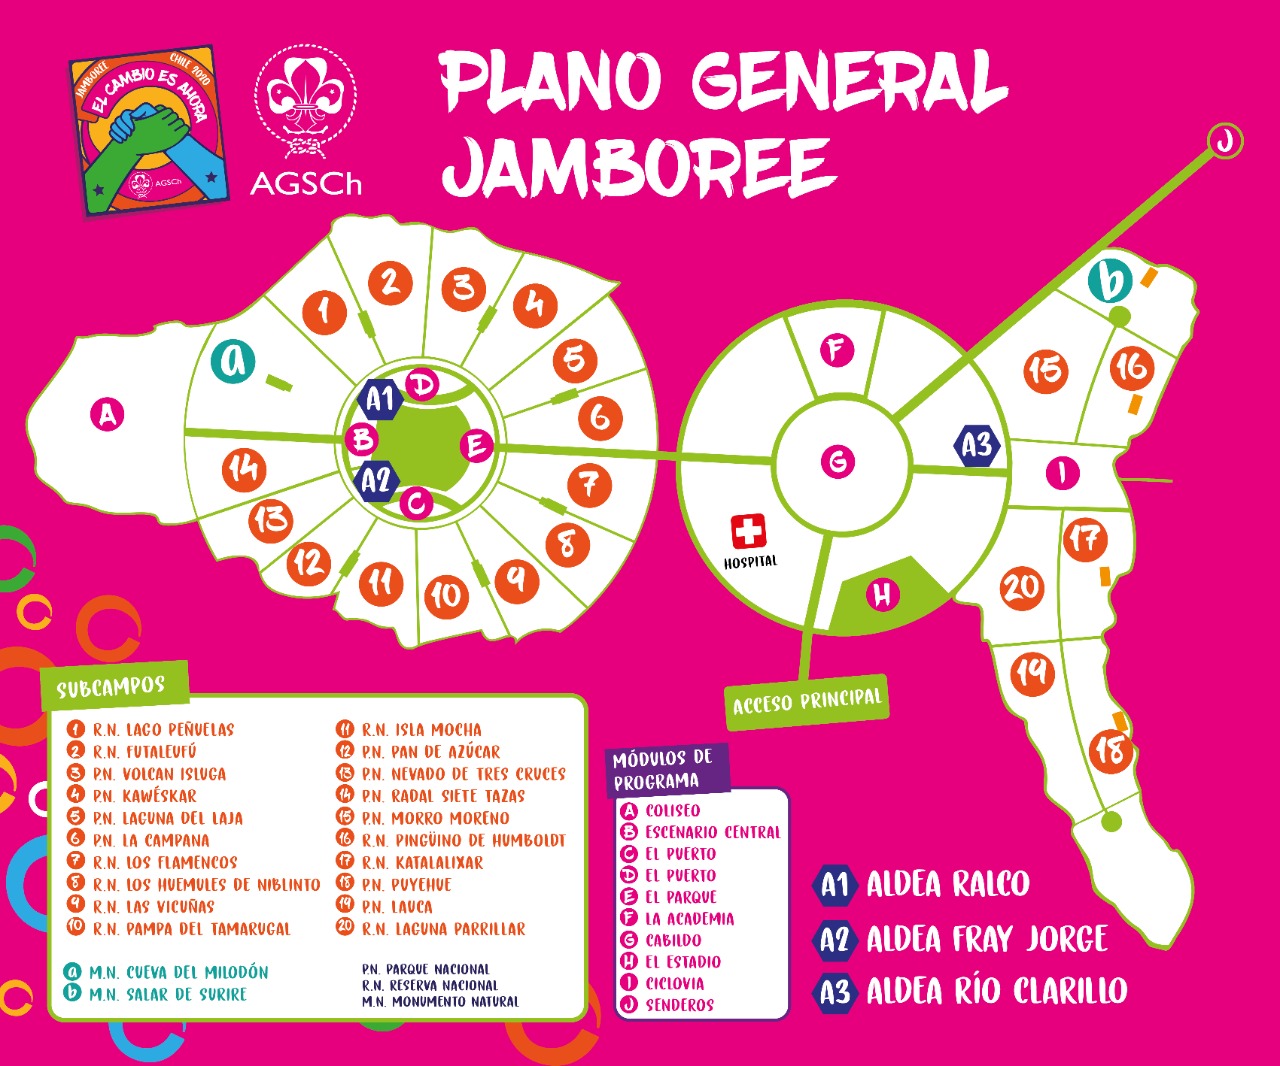 JAMBOREE
CHILE 2020
EL CAMBIO ES AHORA
AGSCh
AGSCh
PLANO GENERAL
JAMBOREE
J
b
1
2
3
4
a
5
6
A
A1
D
B
E
A2
C
F
G
A3
15
16
I
14
13
12
11
10
9
8
7
HOSPITAL
H
17
20
19
18
ACCESO PRINCIPAL
SUBCAMPOS
1 R.N. LAGO PEÑUELAS
2 R.N. FUTALEUFÚ
3 P.N. VOLCAN ISLUGA
4 P.N. KAWÉSKAR
5 P.N. LAGUNA DEL LAJA
6 P.N. LA CAMPANA
7 R.N. LOS FLAMENCOS
8 R.N. LOS HUEMULES DE NIBLINTO
9 R.N. LAS VICUÑAS
10 R.N. PAMPA DEL TAMARUGAL
11 R.N. ISLA MOCHA
12 P.N. PAN DE AZÚCAR
13 P.N. NEVADO DE TRES CRUCES
14 P.N. RADAL SIETE TAZAS
15 P.N. MORRO MORENO
16 R.N. PINGÜINO DE HUMBOLDT
17 R.N. KATALALIXAR
18 P.N. PUYEHUE
19 P.N. LAUCA
20 R.N. LAGUNA PARRILLAR
a M.N. CUEVA DEL MILODÓN
b M.N. SALAR DE SURIRE
P.N. PARQUE NACIONAL
R.N. RESERVA NACIONAL
M.N. MONUMENTO NATURAL
MÓDULOS DE
PROGRAMA
A COLISEO
B ESCENARIO CENTRAL
C EL PUERTO
D EL PUERTO
E EL PARQUE
F LA ACADEMIA
G CABILDO
H EL ESTADIO
I CICLOVIA
J SENDEROS
A1 ALDEA RALCO
A2 ALDEA FRAY JORGE
A3 ALDEA RÍO CLARILLO